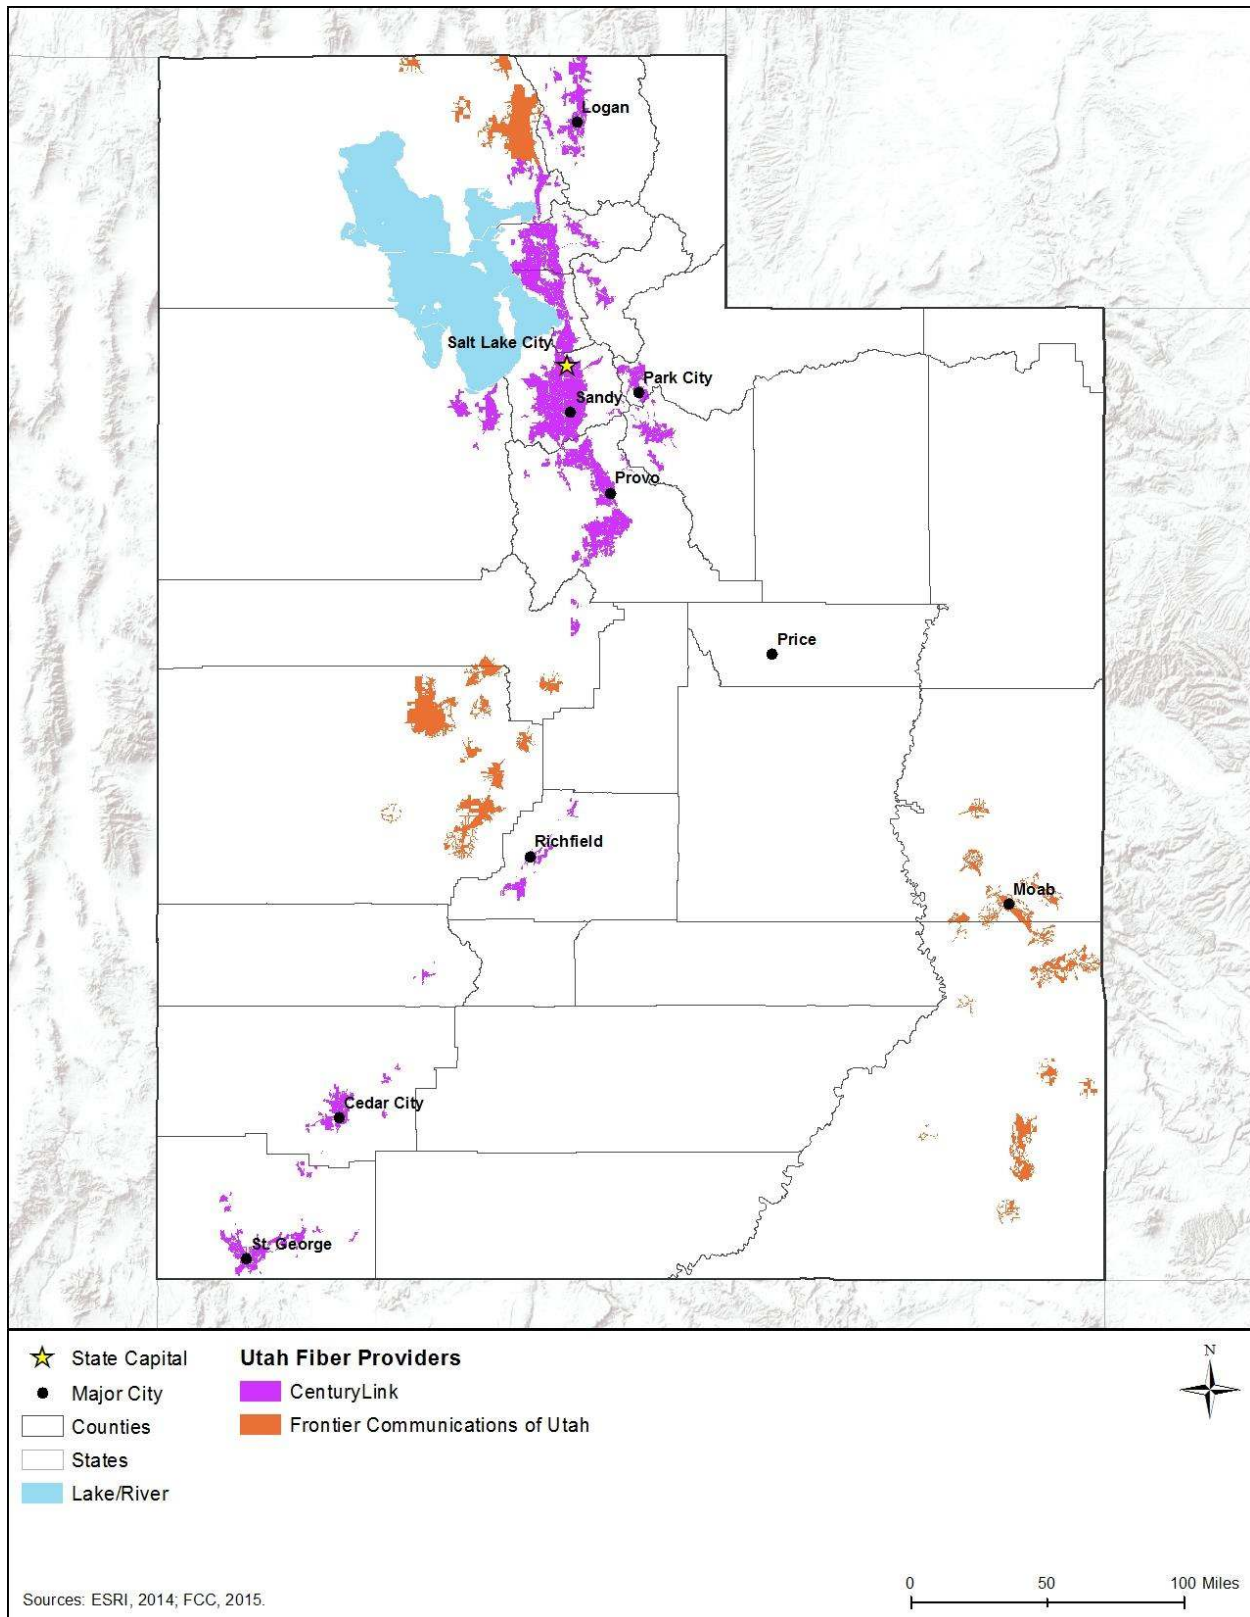 Logan
Salt Lake City
Park City
Sandy
Provo
Price
Richfield
Moab
Cedar City
St. George
State Capital
Major City
Counties
States
Lake/River
Utah Fiber Providers
CenturyLink
Frontier Communications of Utah
N
0 50 100 Miles
Sources: ESRI, 2014; FCC, 2015.